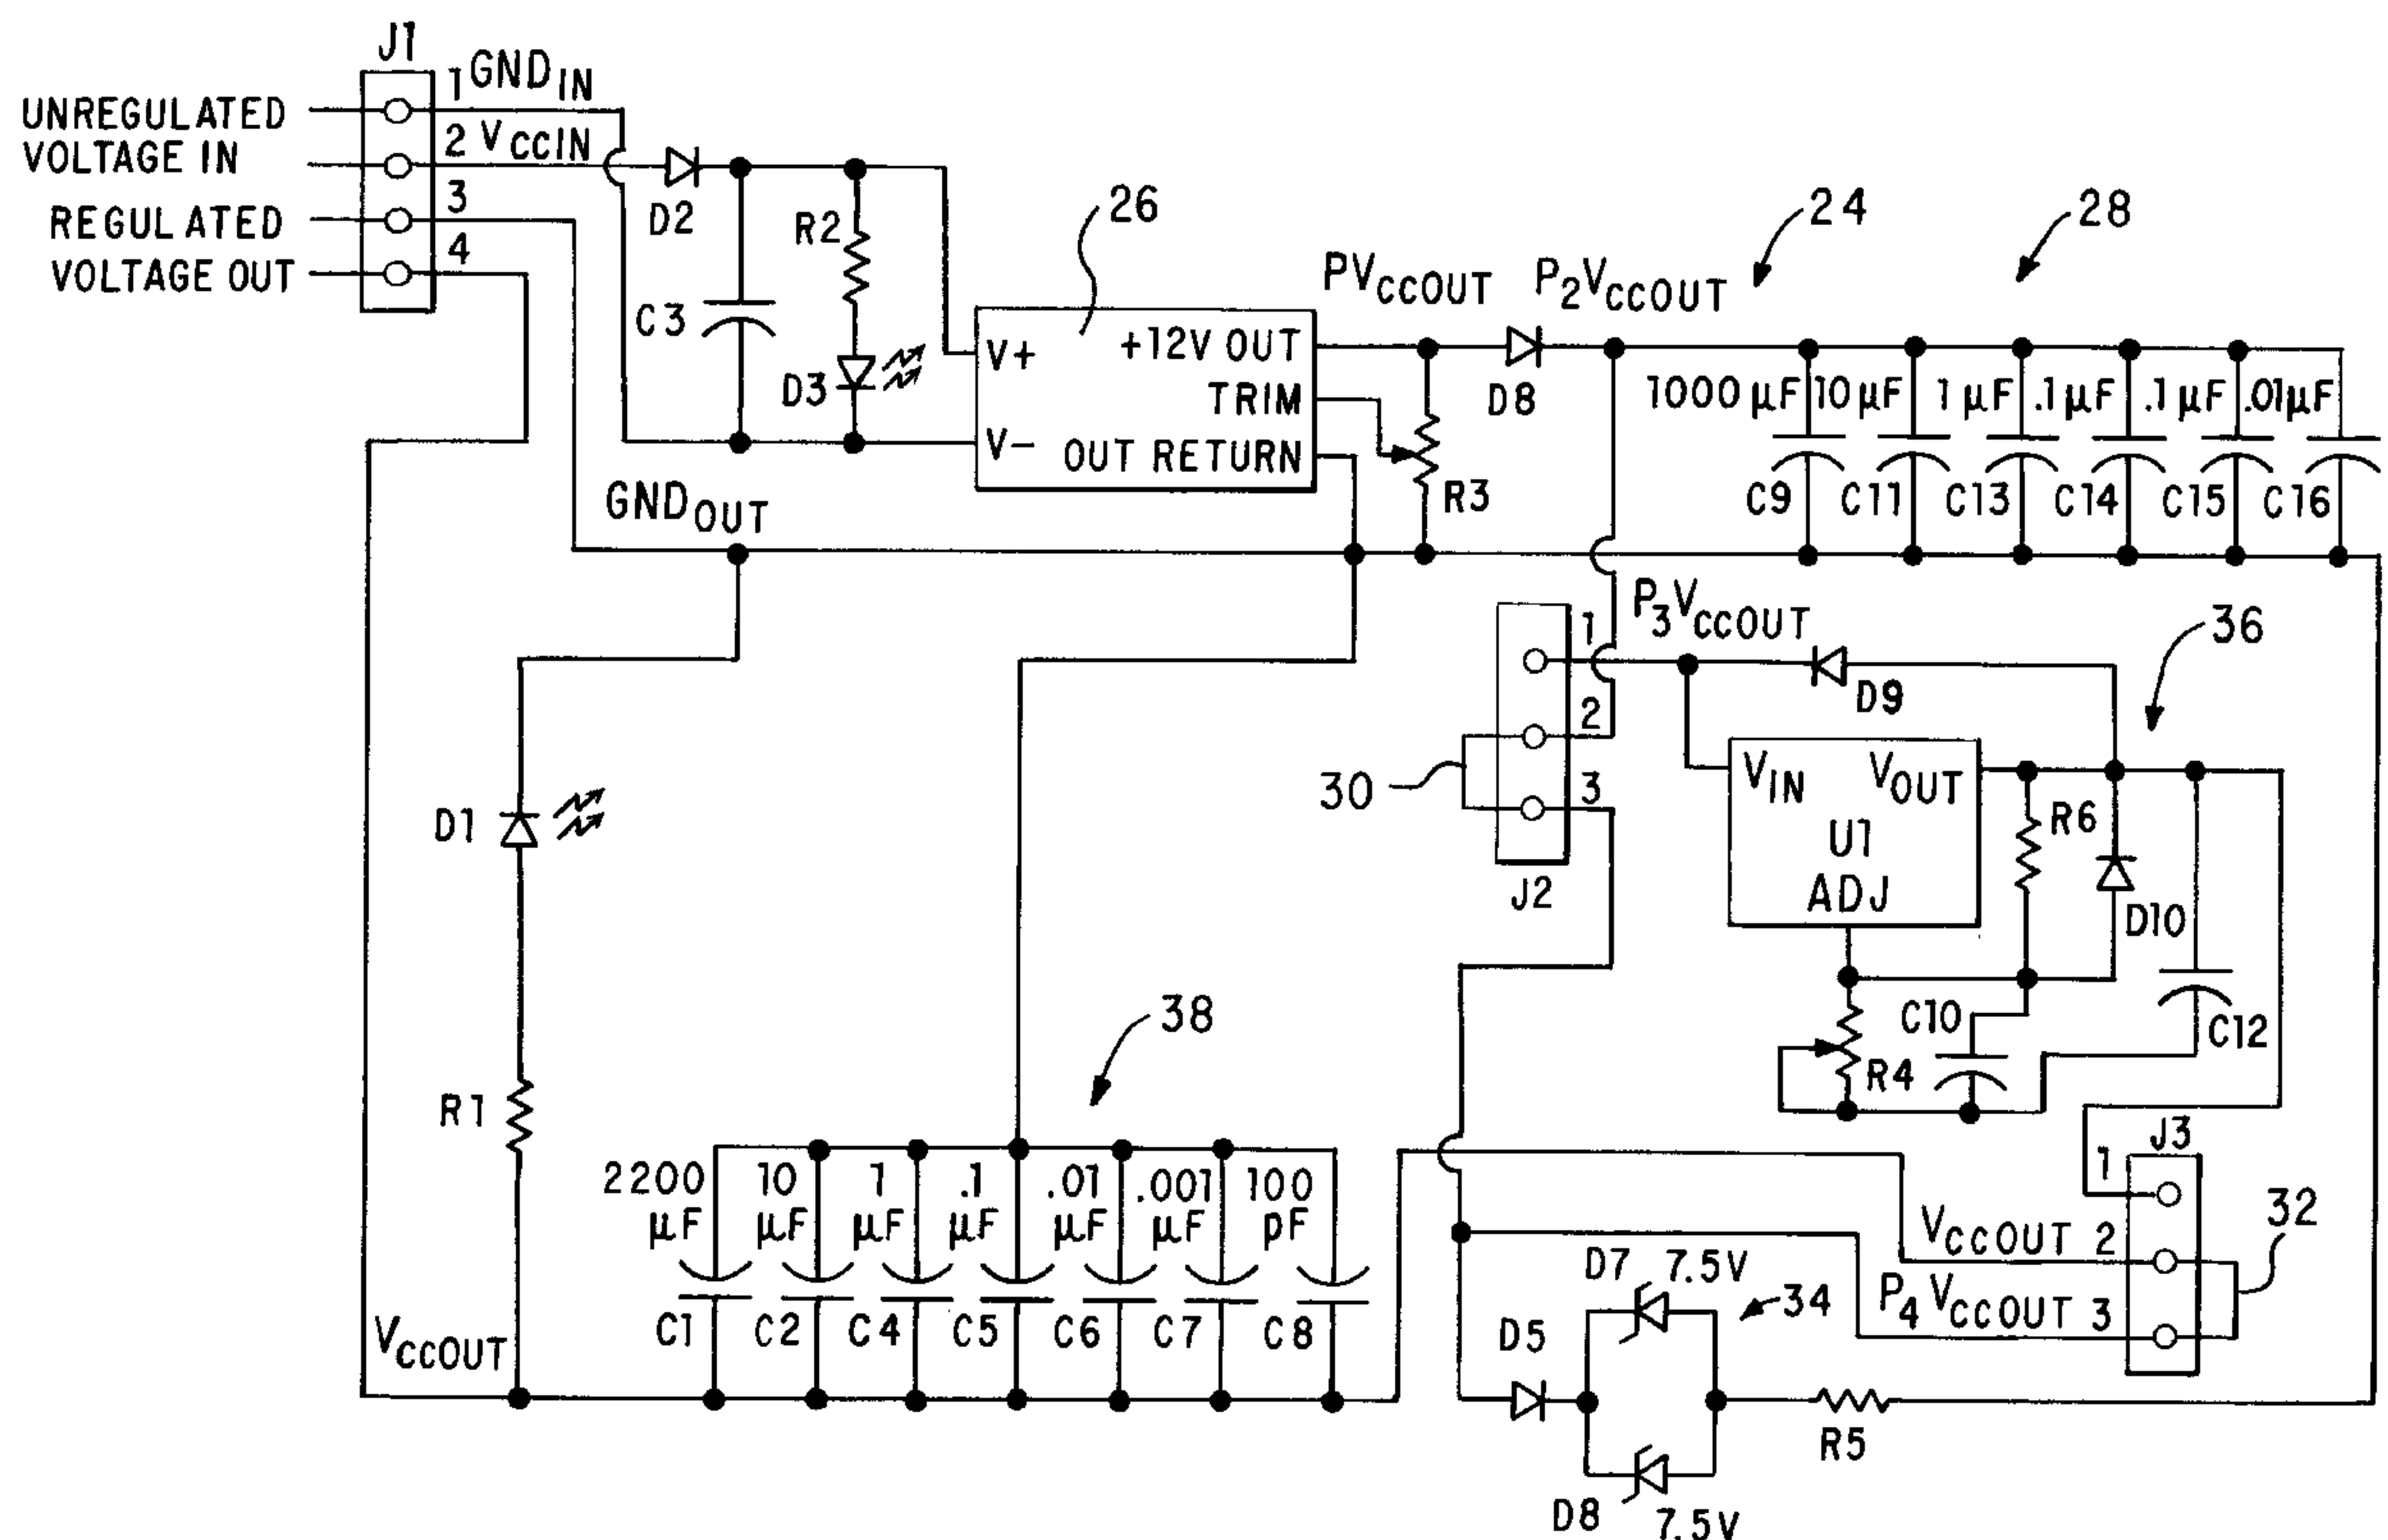 J1
1 GND IN
UNREGULATED
VOLTAGE IN
2 VCCIN
3
REGULATED
4
VOLTAGE OUT
D2
R2
C3
D3
26
V+
V−
+12V OUT
TRIM
OUT RETURN
PVCCOUT
P2VCCOUT
24
28
D8
R3
1000 µF
10 µF
1 µF
.1 µF
.1 µF
.01 µF
C9
C11
C13
C14
C15
C16
GNDOUT
P3VCCOUT
36
1
2
3
30
J2
D9
VIN
VOUT
U1
ADJ
R6
D10
C10
R4
C12
D1
R1
38
2200 µF
10 µF
1 µF
.1 µF
.01 µF
.001 µF
100 pF
C1
C2
C4
C5
C6
C7
C8
VCCOUT
J3
1
VCCOUT 2
P4 VCCOUT 3
32
D7 7.5V
34
D5
R5
D8 7.5V